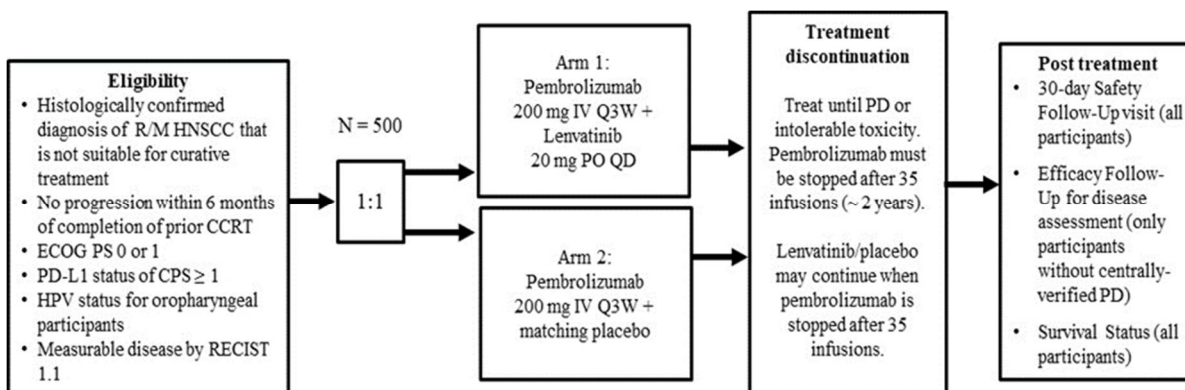 Eligibility
• Histologically confirmed
diagnosis of R/M HNSCC that
is not suitable for curative
treatment
• No progression within 6 months
of completion of prior CCRT
• ECOG PS 0 or 1
• PD-L1 status of CPS ≥ 1
• HPV status for oropharyngeal
participants
• Measurable disease by RECIST
1.1
N = 500
1:1
Arm 1:
Pembrolizumab
200 mg IV Q3W +
Lenvatinib
20 mg PO QD
Arm 2:
Pembrolizumab
200 mg IV Q3W +
matching placebo
Treatment
discontinuation
Treat until PD or
intolerable toxicity.
Pembrolizumab must
be stopped after 35
infusions (~ 2 years).
Lenvatinib/placebo
may continue when
pembrolizumab is
stopped after 35
infusions.
Post treatment
• 30-day Safety
Follow-Up visit (all
participants)
• Efficacy Follow-
Up for disease
assessment (only
participants
without centrally-
verified PD)
• Survival Status (all
participants)